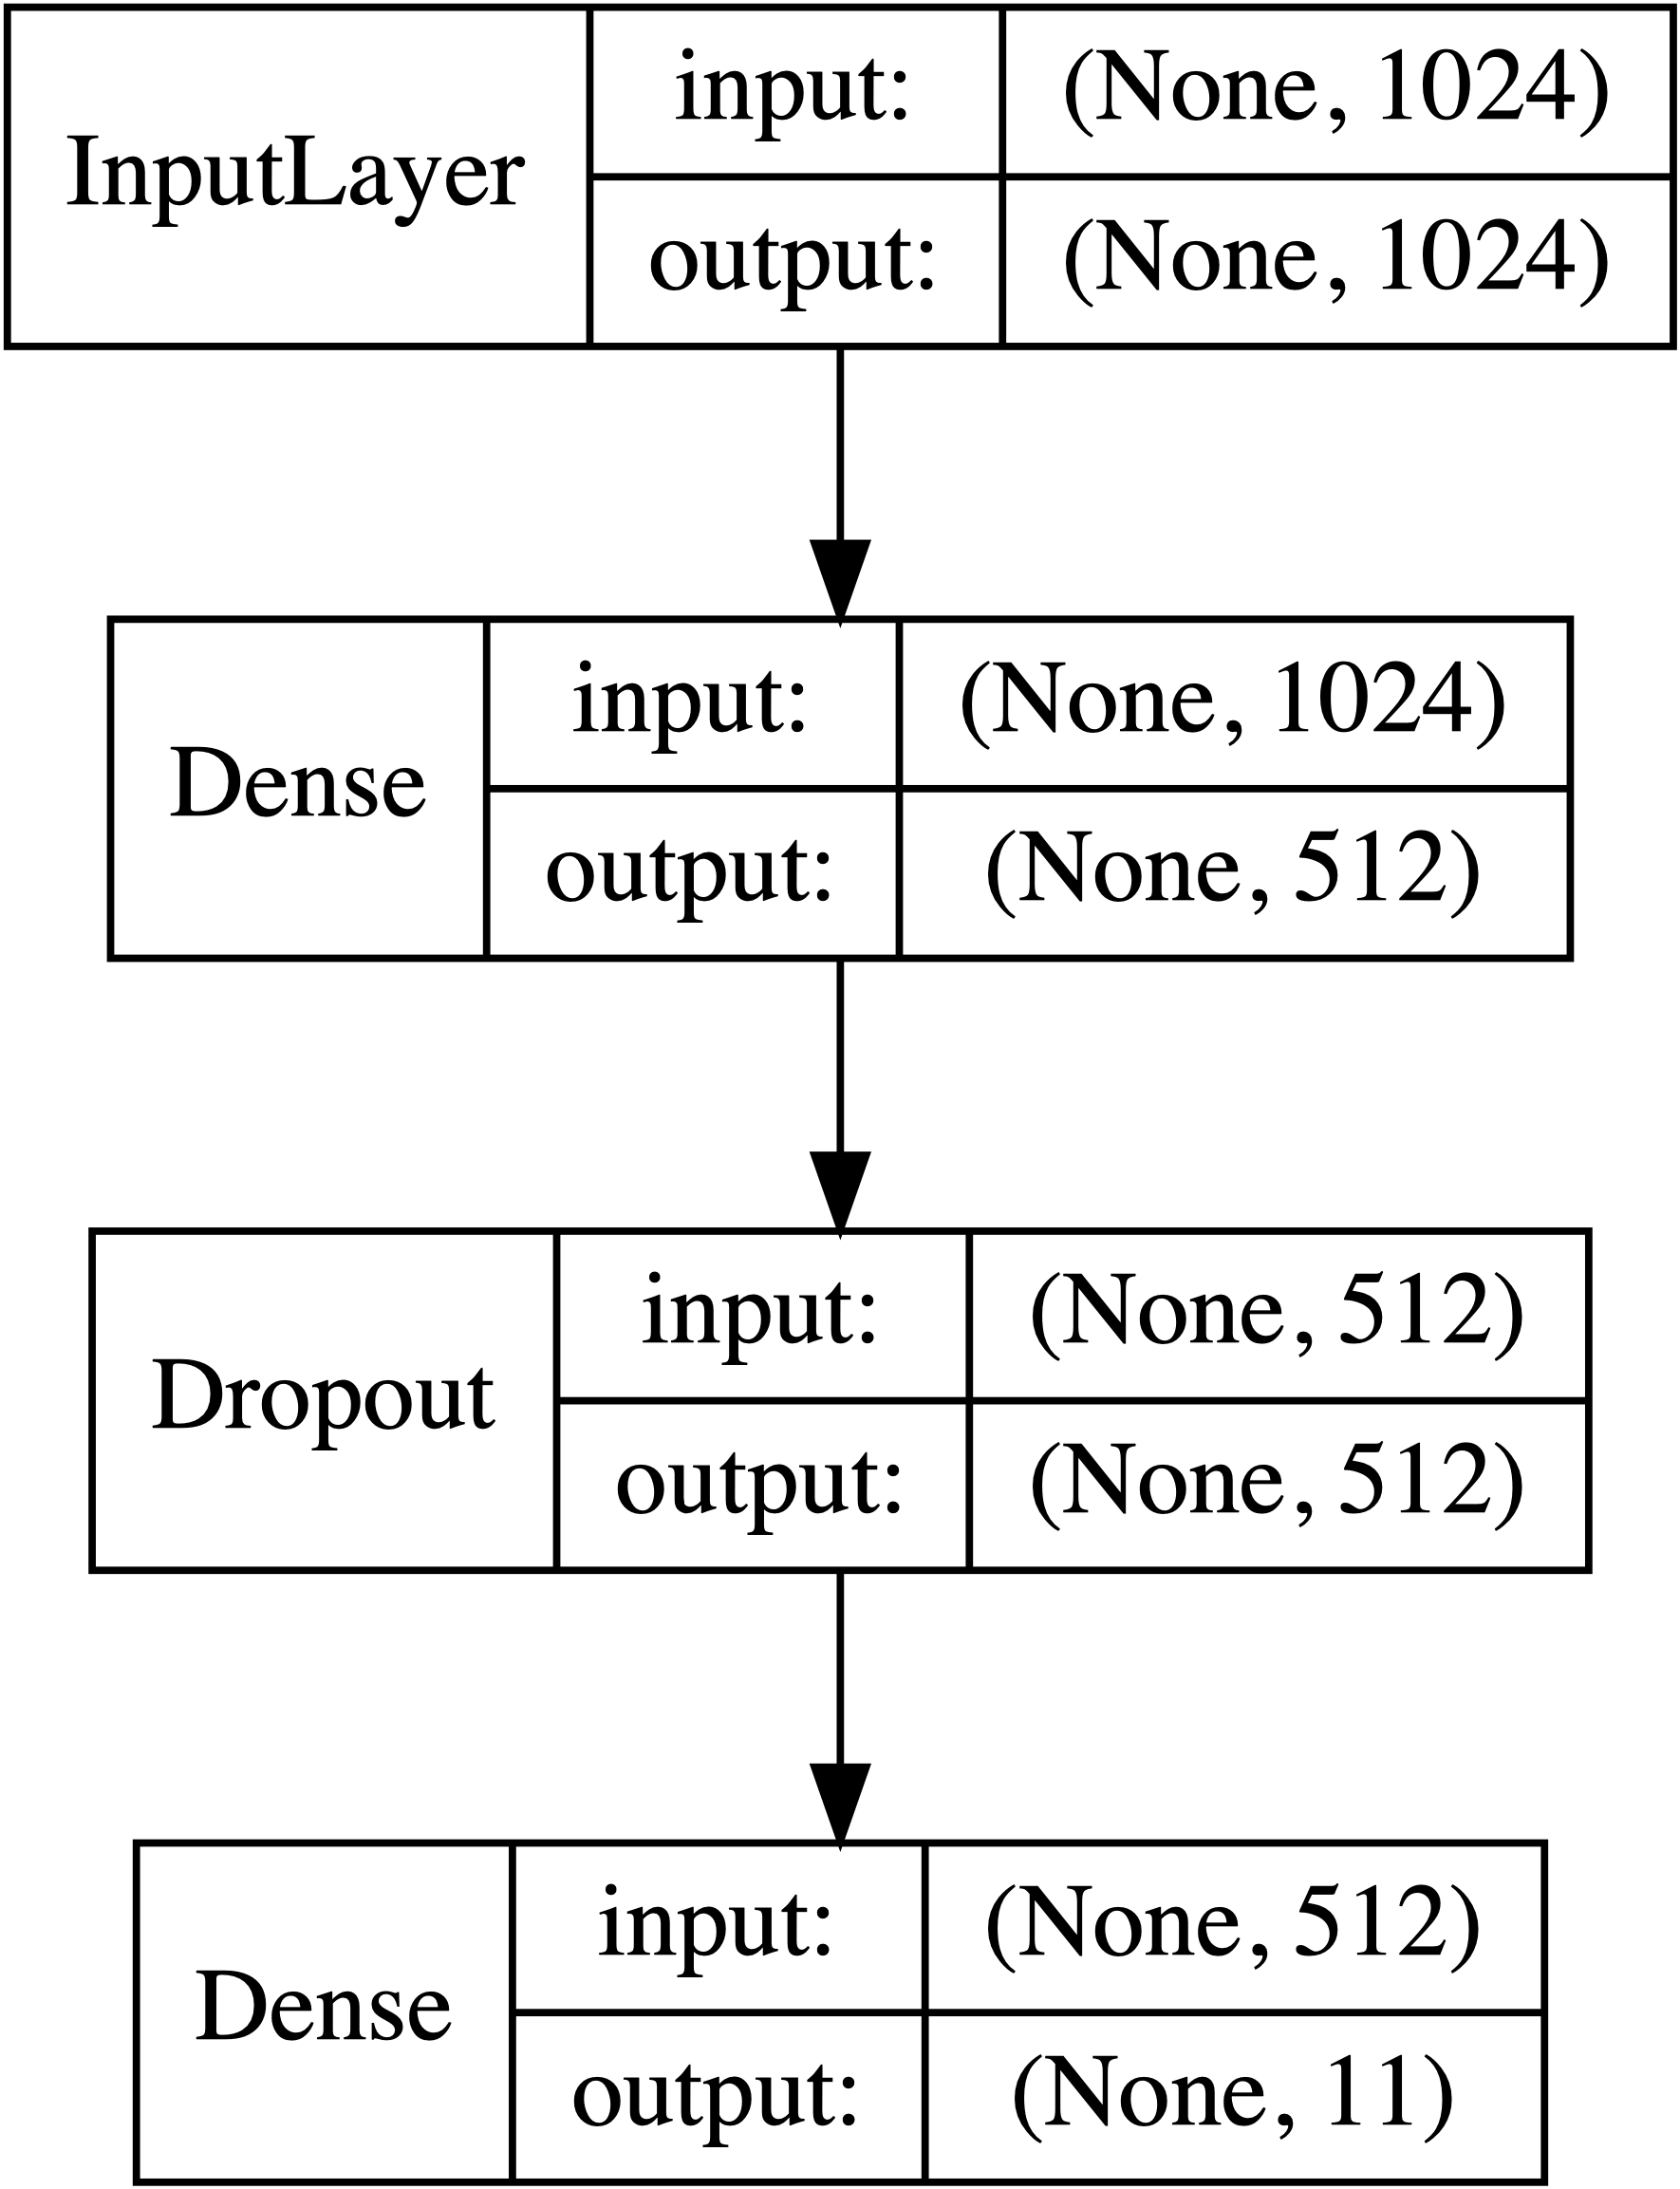 InputLayer
input: (None, 1024)
output: (None, 1024)
Dense
input: (None, 1024)
output: (None, 512)
Dropout
input: (None, 512)
output: (None, 512)
Dense
input: (None, 512)
output: (None, 11)